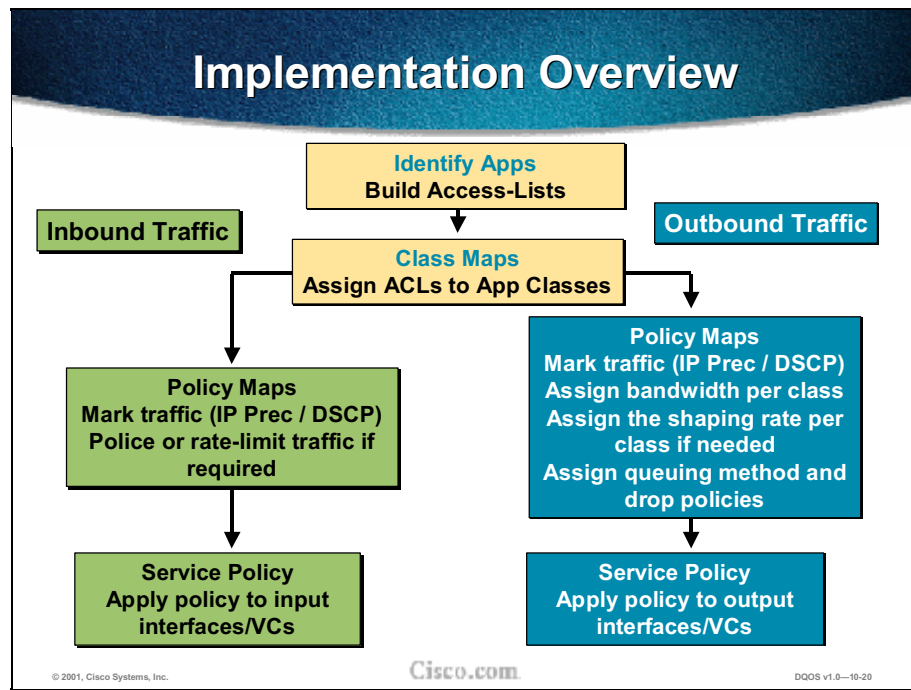 Implementation Overview
Identify Apps
Build Access-Lists
Inbound Traffic
Outbound Traffic
Class Maps
Assign ACLs to App Classes
Policy Maps
Mark traffic (IP Prec / DSCP)
Police or rate-limit traffic if
required
Policy Maps
Mark traffic (IP Prec / DSCP)
Assign bandwidth per class
Assign the shaping rate per
class if needed
Assign queuing method and
drop policies
Service Policy
Apply policy to input
interfaces/VCs
Service Policy
Apply policy to output
interfaces/VCs
© 2001, Cisco Systems, Inc.
Cisco.com
DQOS v1.0—10-20